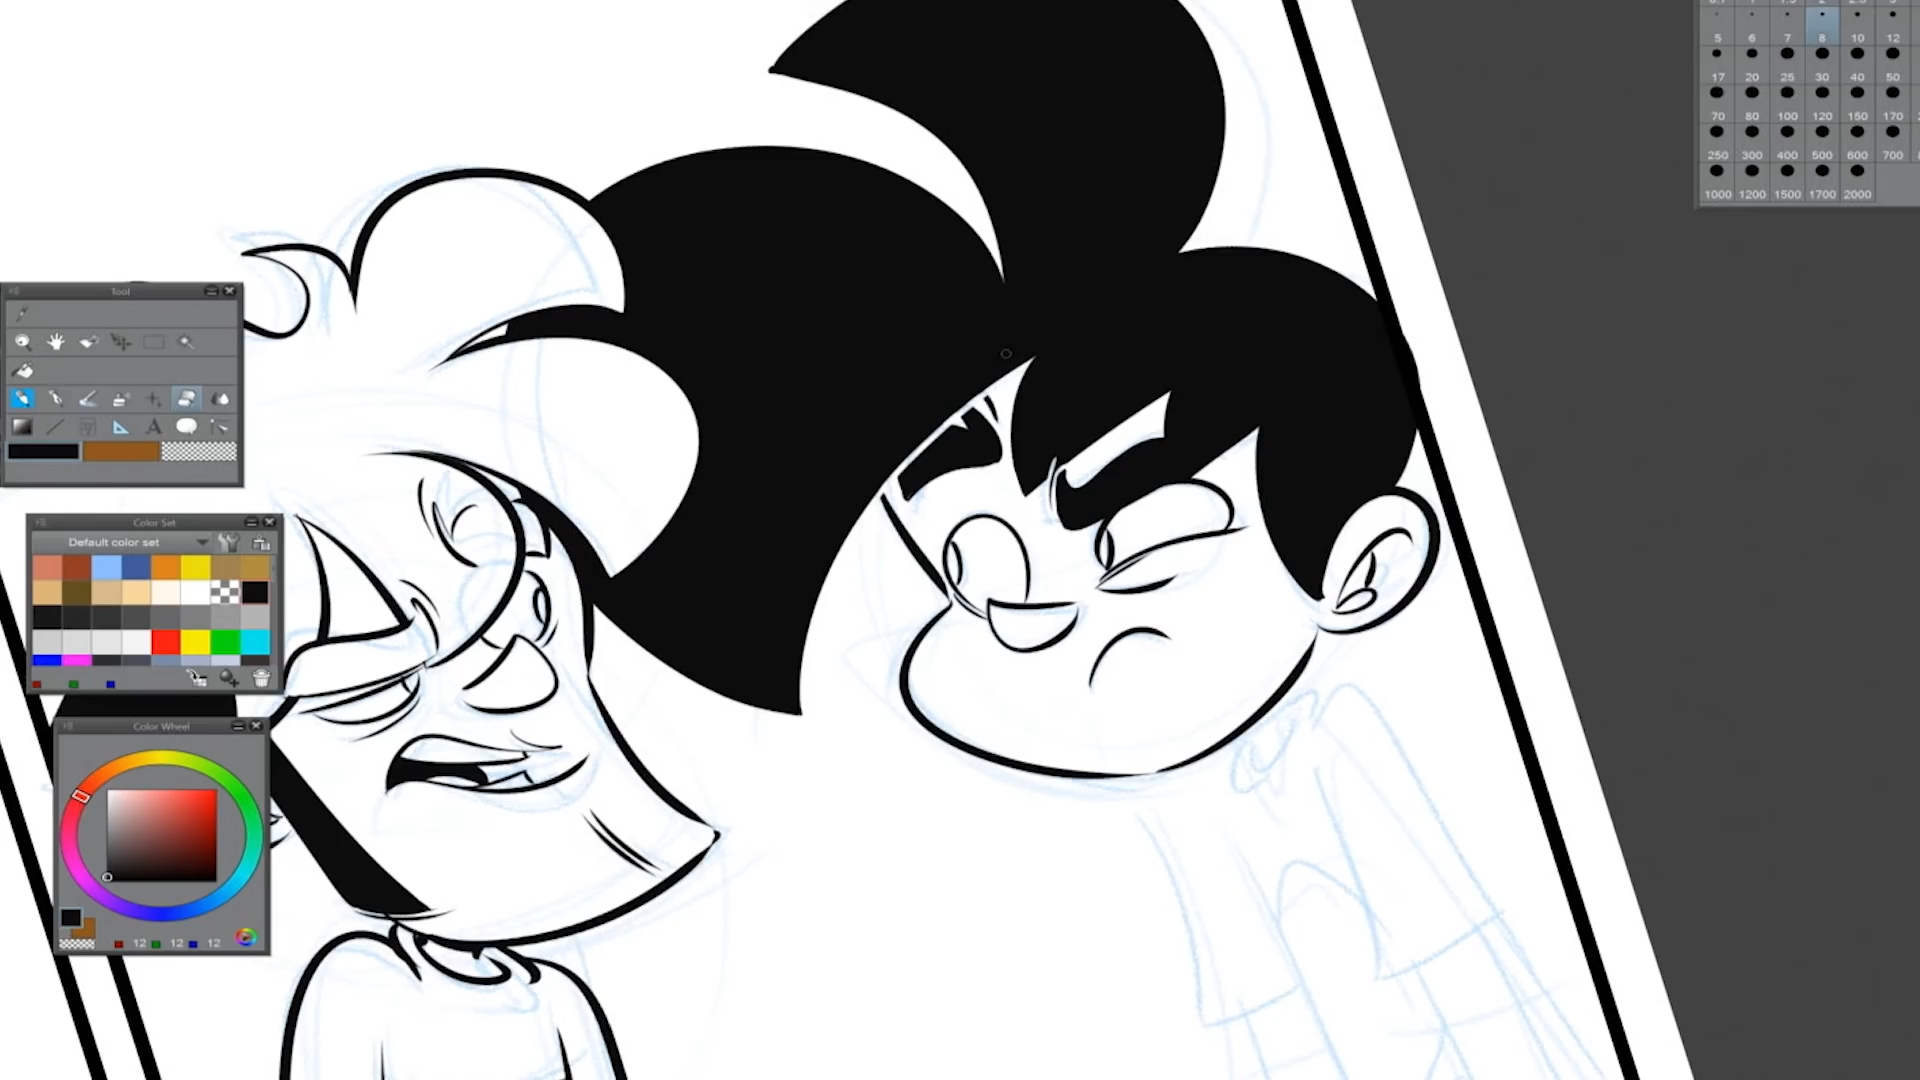 5 6 7 8 10 12
17 20 25 30 40 50
70 80 100 120 150 170
250 300 400 500 600 700
1000 1200 1500 1700 2000
Tool
A
Color Set
Default color set
Color Wheel
12 12 12